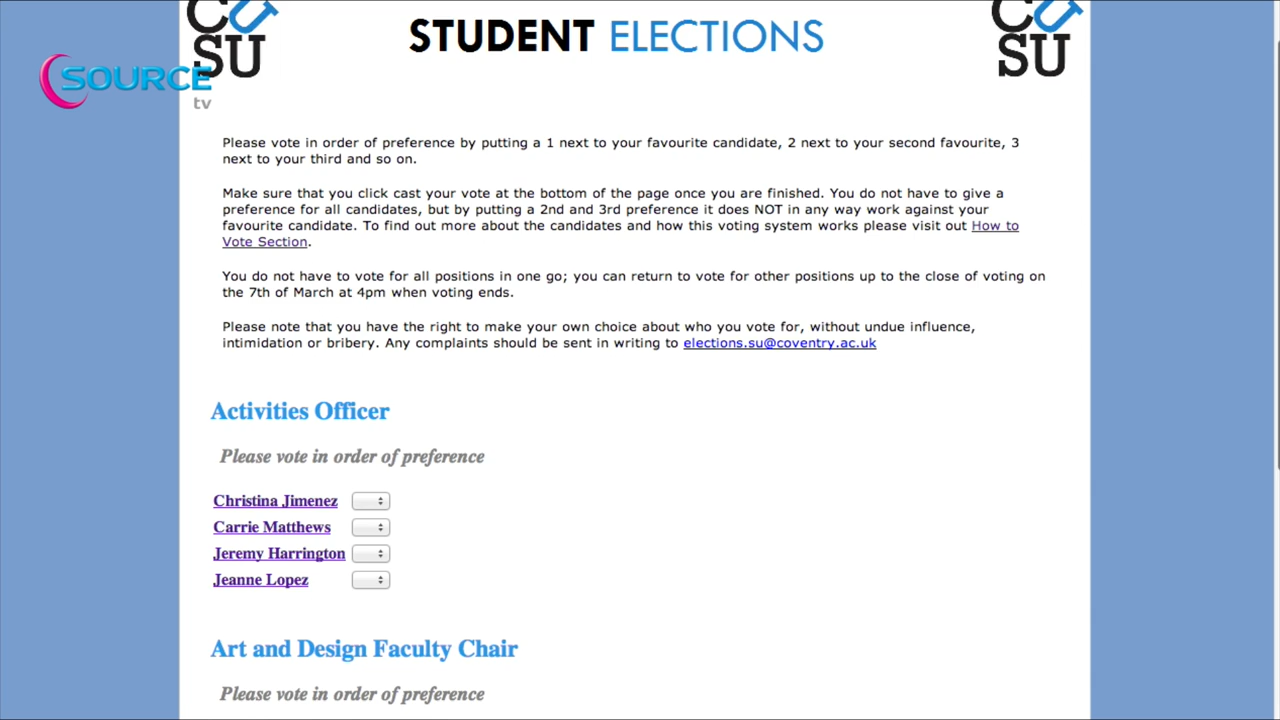 CU
SU
STUDENT ELECTIONS
CU
SU
SOURCE
tv
Please vote in order of preference by putting a 1 next to your favourite candidate, 2 next to your second favourite, 3
next to your third and so on.
Make sure that you click cast your vote at the bottom of the page once you are finished. You do not have to give a
preference for all candidates, but by putting a 2nd and 3rd preference it does NOT in any way work against your
favourite candidate. To find out more about the candidates and how this voting system works please visit out How to
Vote Section.
You do not have to vote for all positions in one go; you can return to vote for other positions up to the close of voting on
the 7th of March at 4pm when voting ends.
Please note that you have the right to make your own choice about who you vote for, without undue influence,
intimidation or bribery. Any complaints should be sent in writing to elections.su@coventry.ac.uk
Activities Officer
Please vote in order of preference
Christina Jimenez
Carrie Matthews
Jeremy Harrington
Jeanne Lopez
Art and Design Faculty Chair
Please vote in order of preference